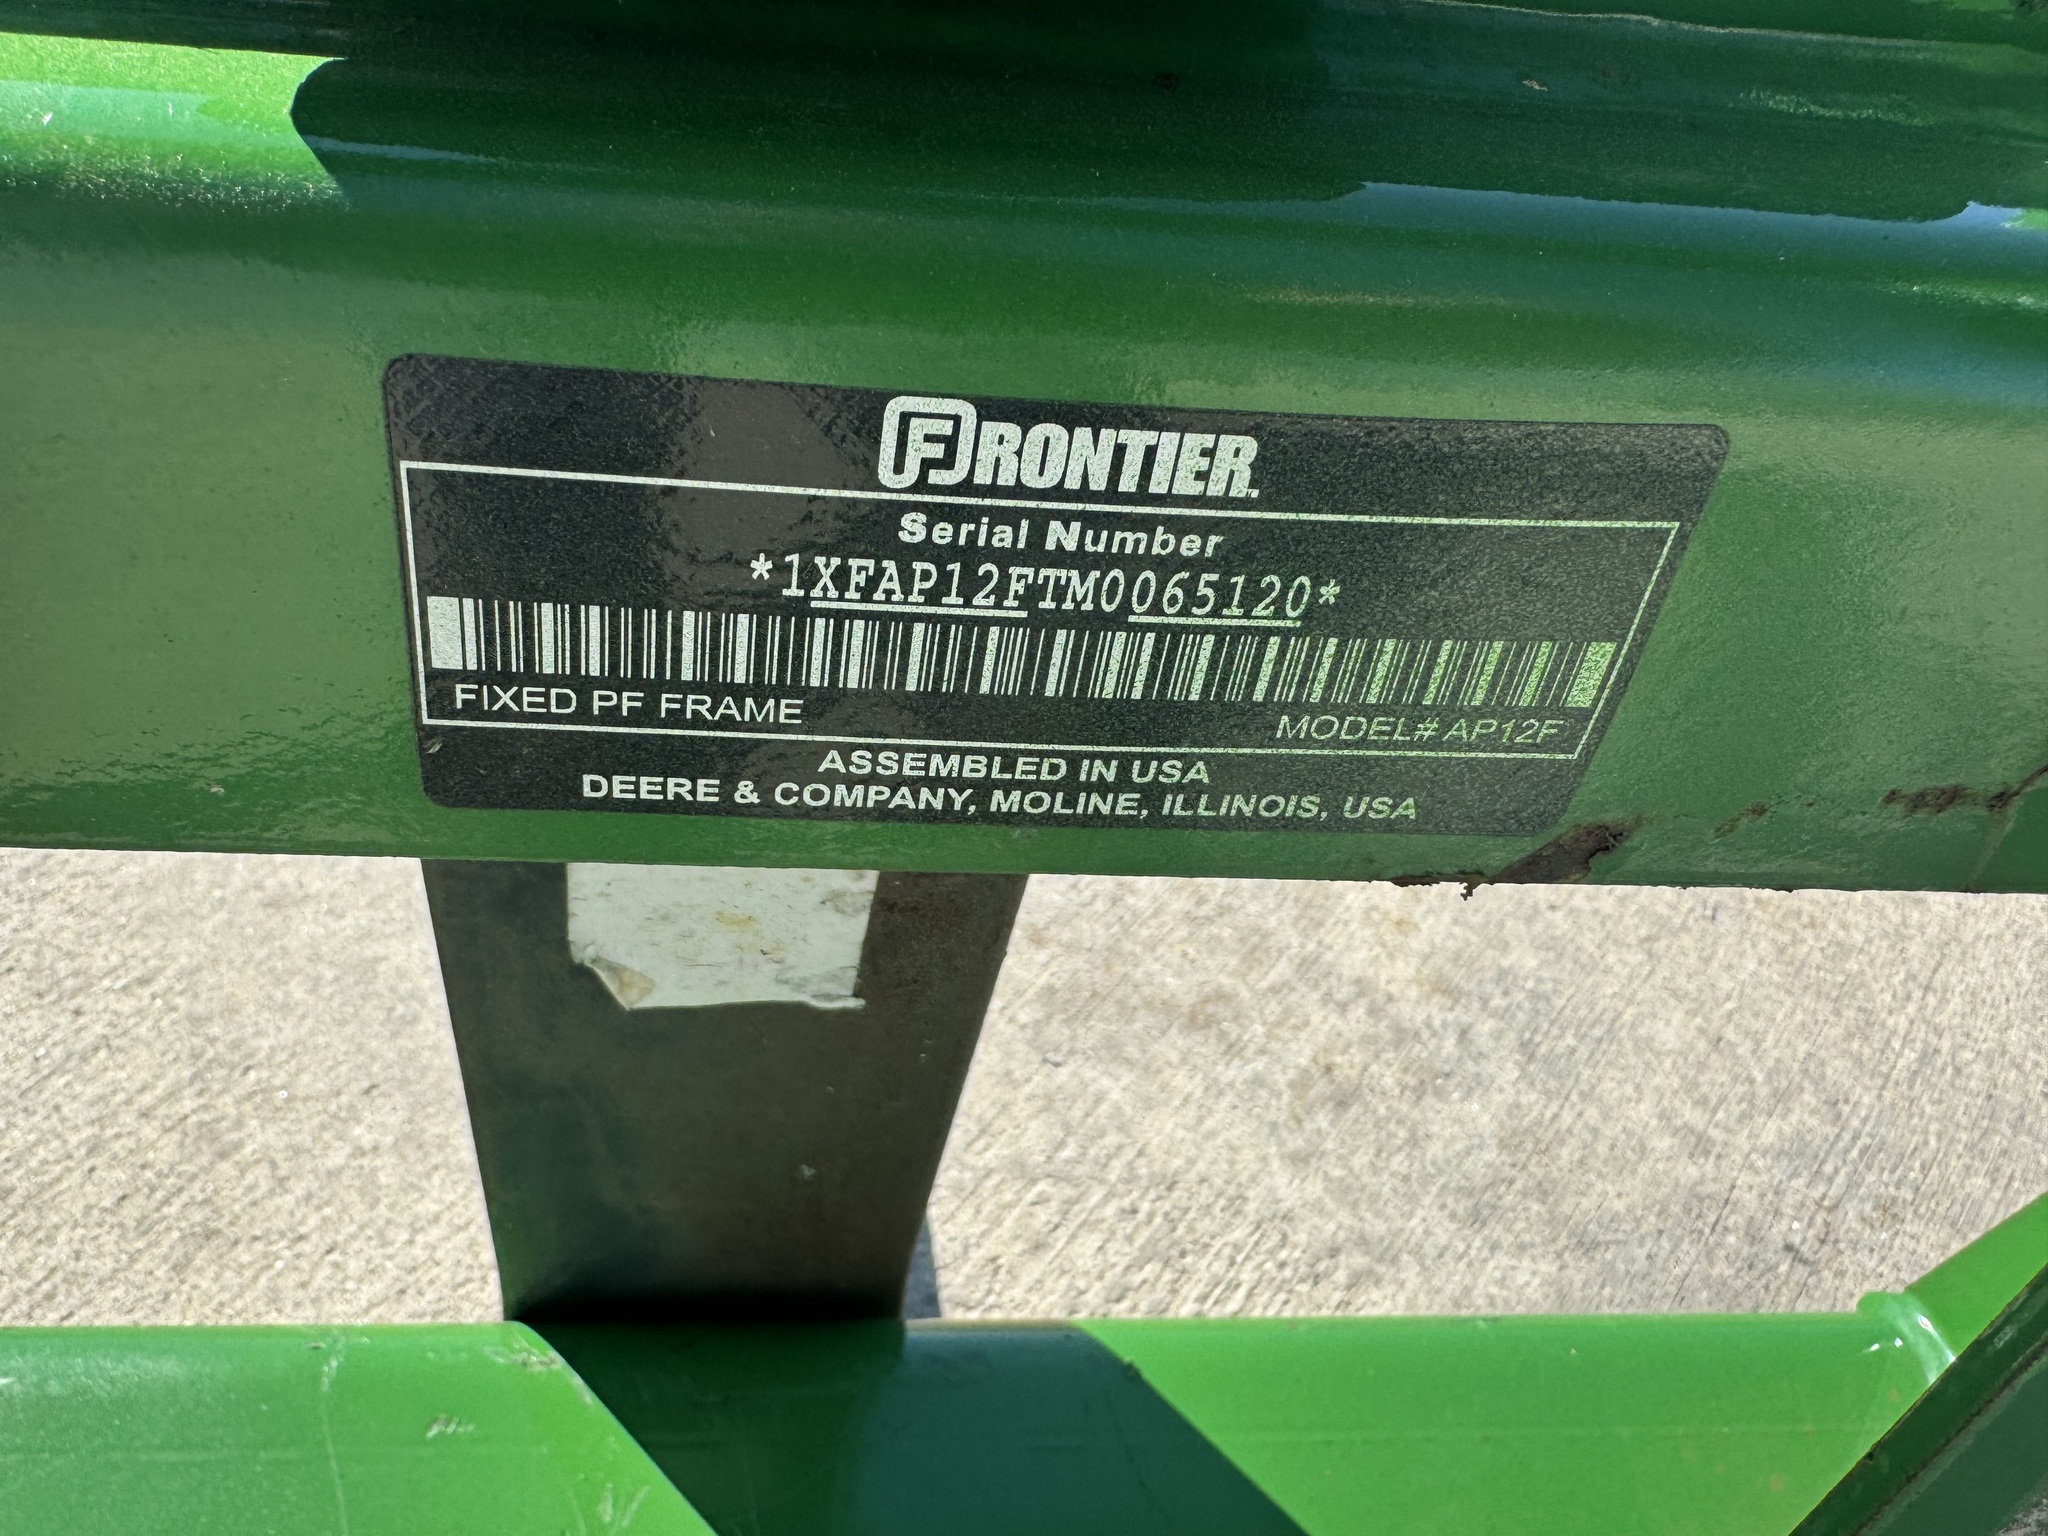 FRONTIER
Serial Number
*1XFAP12FTM0065120*
FIXED PF FRAME
MODEL# AP12F
ASSEMBLED IN USA
DEERE & COMPANY, MOLINE, ILLINOIS, USA